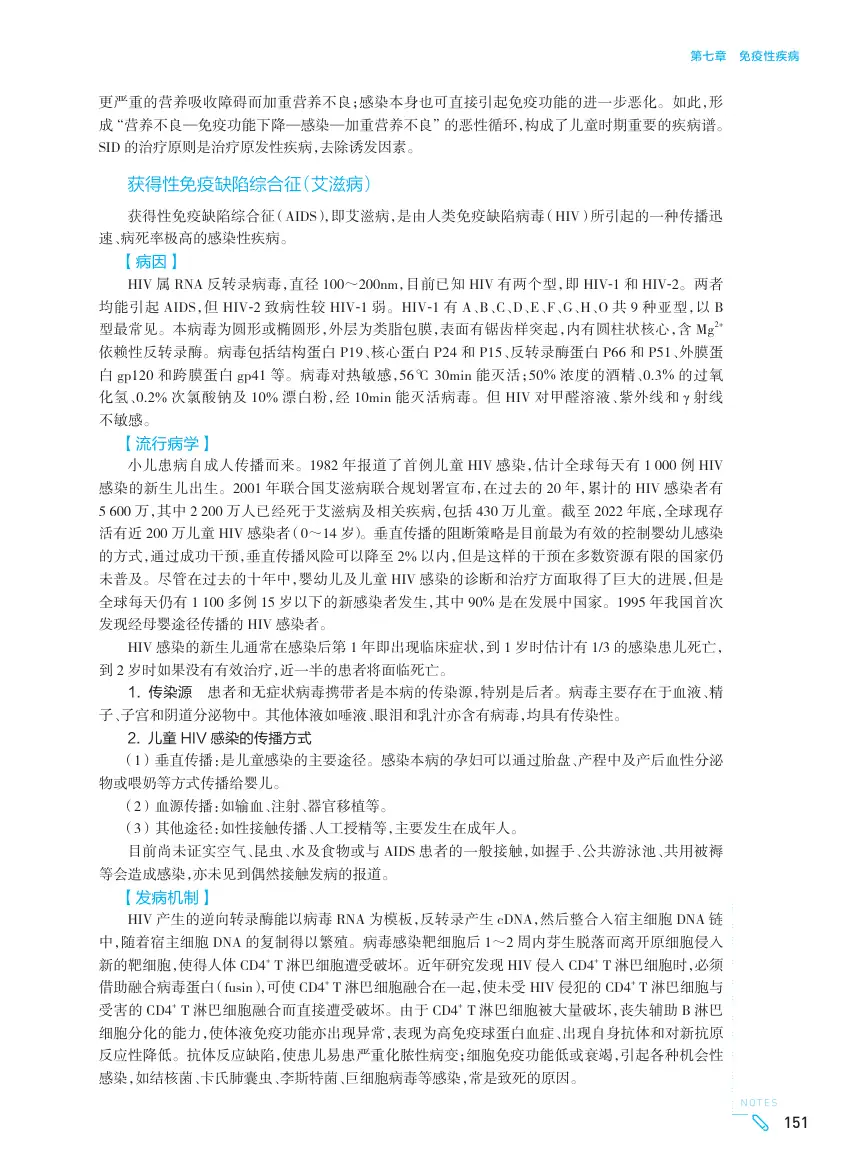 第七章 免疫性疾病
更严重的营养吸收障碍而加重营养不良;感染本身也可直接引起免疫功能的进一步恶化。如此,形
成“营养不良—免疫功能下降—感染—加重营养不良”的恶性循环,构成了儿童时期重要的疾病谱。
SID 的治疗原则是治疗原发性疾病,去除诱发因素。
获得性免疫缺陷综合征(艾滋病)
获得性免疫缺陷综合征(AIDS),即艾滋病,是由人类免疫缺陷病毒(HIV)所引起的一种传播迅
速、病死率极高的感染性疾病。
【病因】
HIV 属 RNA 反转录病毒,直径 100~200nm,目前已知 HIV 有两个型,即 HIV-1 和 HIV-2。两者
均能引起 AIDS,但 HIV-2 致病性较 HIV-1 弱。HIV-1 有 A、B、C、D、E、F、G、H、O 共 9 种亚型,以 B
型最常见。本病毒为圆形或椭圆形,外层为类脂包膜,表面有锯齿样突起,内有圆柱状核心,含 Mg²⁺
依赖性反转录酶。病毒包括结构蛋白 P19、核心蛋白 P24 和 P15、反转录酶蛋白 P66 和 P51、外膜蛋
白 gp120 和跨膜蛋白 gp41 等。病毒对热敏感,56℃ 30min 能灭活;50% 浓度的酒精、0.3% 的过氧
化氢、0.2% 次氯酸钠及 10% 漂白粉,经 10min 能灭活病毒。但 HIV 对甲醛溶液、紫外线和 γ 射线
不敏感。
【流行病学】
小儿患病自成人传播而来。1982 年报道了首例儿童 HIV 感染,估计全球每天有 1 000 例 HIV
感染的新生儿出生。2001 年联合国艾滋病联合规划署宣布,在过去的 20 年,累计的 HIV 感染者有
5 600 万,其中 2 200 万人已经死于艾滋病及相关疾病,包括 430 万儿童。截至 2022 年底,全球现存
活有近 200 万儿童 HIV 感染者(0~14 岁)。垂直传播的阻断策略是目前最为有效的控制婴幼儿感染
的方式,通过成功干预,垂直传播风险可以降至 2% 以内,但是这样的干预在多数资源有限的国家仍
未普及。尽管在过去的十年中,婴幼儿及儿童 HIV 感染的诊断和治疗方面取得了巨大的进展,但是
全球每天仍有 1 100 多例 15 岁以下的新感染者发生,其中 90% 是在发展中国家。1995 年我国首次
发现经母婴途径传播的 HIV 感染者。
HIV 感染的新生儿通常在感染后第 1 年即出现临床症状,到 1 岁时估计有 1/3 的感染患儿死亡,
到 2 岁时如果没有有效治疗,近一半的患者将面临死亡。
1. 传染源 患者和无症状病毒携带者是本病的传染源,特别是后者。病毒主要存在于血液、精
子、子宫和阴道分泌物中。其他体液如唾液、眼泪和乳汁亦含有病毒,均具有传染性。
2. 儿童 HIV 感染的传播方式
(1)垂直传播:是儿童感染的主要途径。感染本病的孕妇可以通过胎盘、产程中及产后血性分泌
物或喂奶等方式传播给婴儿。
(2)血源传播:如输血、注射、器官移植等。
(3)其他途径:如性接触传播、人工授精等,主要发生在成年人。
目前尚未证实空气、昆虫、水及食物或与 AIDS 患者的一般接触,如握手、公共游泳池、共用被褥
等会造成感染,亦未见到偶然接触发病的报道。
【发病机制】
HIV 产生的逆向转录酶能以病毒 RNA 为模板,反转录产生 cDNA,然后整合入宿主细胞 DNA 链
中,随着宿主细胞 DNA 的复制得以繁殖。病毒感染靶细胞后 1~2 周内芽生脱落而离开原细胞侵入
新的靶细胞,使得人体 CD4⁺ T 淋巴细胞遭受破坏。近年研究发现 HIV 侵入 CD4⁺ T 淋巴细胞时,必须
借助融合病毒蛋白(fusin),可使 CD4⁺ T 淋巴细胞融合在一起,使未受 HIV 侵犯的 CD4⁺ T 淋巴细胞与
受害的 CD4⁺ T 淋巴细胞融合而直接遭受破坏。由于 CD4⁺ T 淋巴细胞被大量破坏,丧失辅助 B 淋巴
细胞分化的能力,使体液免疫功能亦出现异常,表现为高免疫球蛋白血症、出现自身抗体和对新抗原
反应性降低。抗体反应缺陷,使患儿易患严重化脓性病变;细胞免疫功能低或衰竭,引起各种机会性
感染,如结核菌、卡氏肺囊虫、李斯特菌、巨细胞病毒等感染,常是致死的原因。
NOTES
151